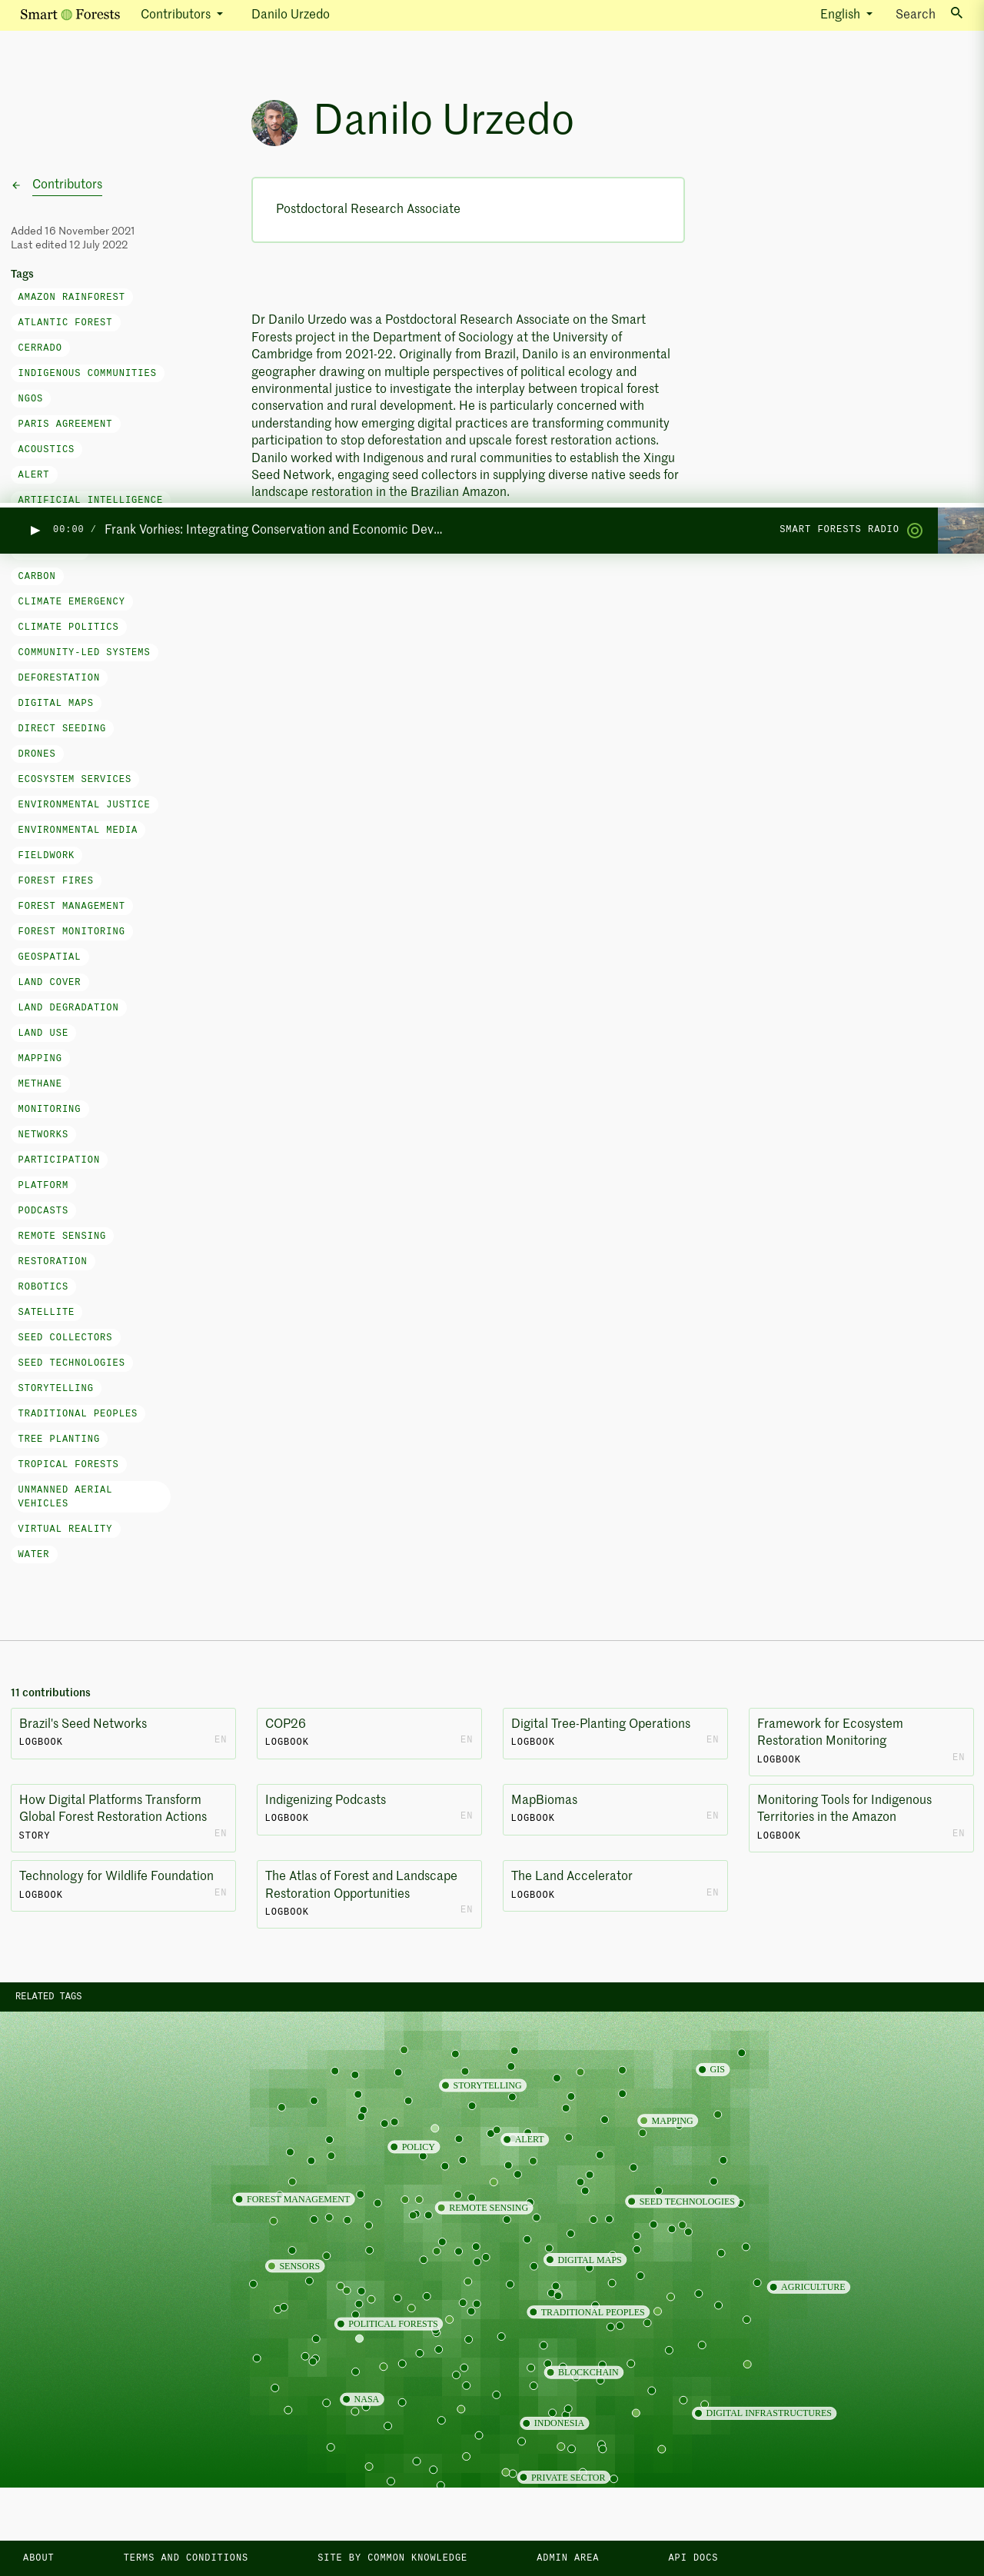 Smart Forests Contributors Danilo Urzedo English Search
Danilo Urzedo
Contributors
Postdoctoral Research Associate
Added 16 November 2021
Last edited 12 July 2022
Tags
AMAZON RAINFOREST
ATLANTIC FOREST
CERRADO
INDIGENOUS COMMUNITIES
NGOS
PARIS AGREEMENT
ACOUSTICS
ALERT
ARTIFICIAL INTELLIGENCE
Dr Danilo Urzedo was a Postdoctoral Research Associate on the Smart
Forests project in the Department of Sociology at the University of
Cambridge from 2021-22. Originally from Brazil, Danilo is an environmental
geographer drawing on multiple perspectives of political ecology and
environmental justice to investigate the interplay between tropical forest
conservation and rural development. He is particularly concerned with
understanding how emerging digital practices are transforming community
participation to stop deforestation and upscale forest restoration actions.
Danilo worked with Indigenous and rural communities to establish the Xingu
Seed Network, engaging seed collectors in supplying diverse native seeds for
landscape restoration in the Brazilian Amazon.
00:00 / Frank Vorhies: Integrating Conservation and Economic Dev... SMART FORESTS RADIO
CARBON
CLIMATE EMERGENCY
CLIMATE POLITICS
COMMUNITY-LED SYSTEMS
DEFORESTATION
DIGITAL MAPS
DIRECT SEEDING
DRONES
ECOSYSTEM SERVICES
ENVIRONMENTAL JUSTICE
ENVIRONMENTAL MEDIA
FIELDWORK
FOREST FIRES
FOREST MANAGEMENT
FOREST MONITORING
GEOSPATIAL
LAND COVER
LAND DEGRADATION
LAND USE
MAPPING
METHANE
MONITORING
NETWORKS
PARTICIPATION
PLATFORM
PODCASTS
REMOTE SENSING
RESTORATION
ROBOTICS
SATELLITE
SEED COLLECTORS
SEED TECHNOLOGIES
STORYTELLING
TRADITIONAL PEOPLES
TREE PLANTING
TROPICAL FORESTS
UNMANNED AERIAL
VEHICLES
VIRTUAL REALITY
WATER
11 contributions
Brazil's Seed Networks
LOGBOOK EN
COP26
LOGBOOK EN
Digital Tree-Planting Operations
LOGBOOK EN
Framework for Ecosystem
Restoration Monitoring
LOGBOOK EN
How Digital Platforms Transform
Global Forest Restoration Actions
STORY EN
Indigenizing Podcasts
LOGBOOK EN
MapBiomas
LOGBOOK EN
Monitoring Tools for Indigenous
Territories in the Amazon
LOGBOOK EN
Technology for Wildlife Foundation
LOGBOOK EN
The Atlas of Forest and Landscape
Restoration Opportunities
LOGBOOK EN
The Land Accelerator
LOGBOOK EN
RELATED TAGS
GIS
STORYTELLING
MAPPING
ALERT
POLICY
FOREST MANAGEMENT
SEED TECHNOLOGIES
REMOTE SENSING
DIGITAL MAPS
SENSORS
AGRICULTURE
TRADITIONAL PEOPLES
POLITICAL FORESTS
BLOCKCHAIN
NASA
DIGITAL INFRASTRUCTURES
INDONESIA
PRIVATE SECTOR
ABOUT TERMS AND CONDITIONS SITE BY COMMON KNOWLEDGE ADMIN AREA API DOCS